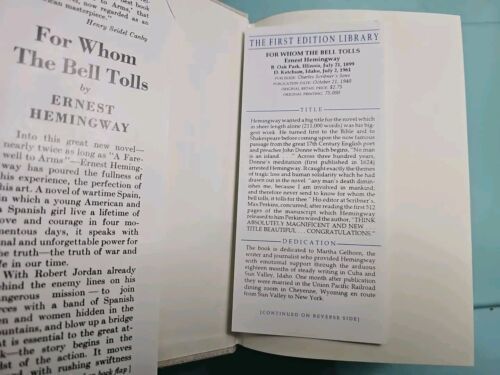 now regarded as an
masterpiece."
Henry Seidel Canby
For Whom
The Bell Tolls
by
ERNEST
HEMINGWAY
Into this great new novel—
nearly twice as long as "A Fare-
well to Arms"—Ernest Heming-
way has poured the fullness of
his experience, the perfection of
his art. A novel of wartime Spain,
in which a young American and
a Spanish girl live a lifetime of
love and courage in four mo-
mentous days, it speaks with
and unforgettable power for
the truth — the truth of war and
life in our time.
With Robert Jordan already
behind the enemy lines on his
dangerous mission — to join
forces with a band of Spanish
men and women hidden in the
mountains, and blow up a bridge
that is essential to the great at-
tack—the story begins in the
midst of the action. It moves
with rushing swiftness
on back flap)
THE FIRST EDITION LIBRARY
FOR WHOM THE BELL TOLLS
Ernest Hemingway
B. Oak Park, Illinois, July 21, 1899
D. Ketchum, Idaho, July 2, 1961
PUBLISHER: Charles Scribner's Sons
PUBLICATION DATE: October 21, 1940
ORIGINAL RETAIL PRICE: $2.75
ORIGINAL PRINTING: 75,000
TITLE
Hemingway wanted a big title for the novel which
in sheer length alone (211,000 words) was his big-
gest work. He turned first to the Bible and to
Shakespeare before coming upon the now famous
passage from the great 17th Century English poet
and preacher John Donne which begins, "No man
is an island. " Across three hundred years,
Donne's meditation (first published in 1624)
arrested Hemingway. It caught exactly the themes
of tragic loss and human solidarity which he had
drawn out in the novel "any man's death dimin-
ishes me, because I am involved in mankind;
and therefore never send to know for whom the
bell tolls, it tolls for thee." His editor at Scribner's,
Max Perkins, concurred, after reading the first 512
pages of the manuscript which Hemingway
released to him Perkins wired the author, "THINK
ABSOLUTELY MAGNIFICENT AND NEW
TITLE BEAUTIFUL CONGRATULATIONS."
DEDICATION
The book is dedicated to Martha Gelhorn, the
writer and journalist who provided Hemingway
with emotional support through the arduous
eighteen months of steady writing in Cuba and
Sun Valley, Idaho. One month after publication
they were married in the Union Pacific Railroad
dining room in Cheyenne, Wyoming en route
from Sun Valley to New York.
[CONTINUED ON REVERSE SIDE]